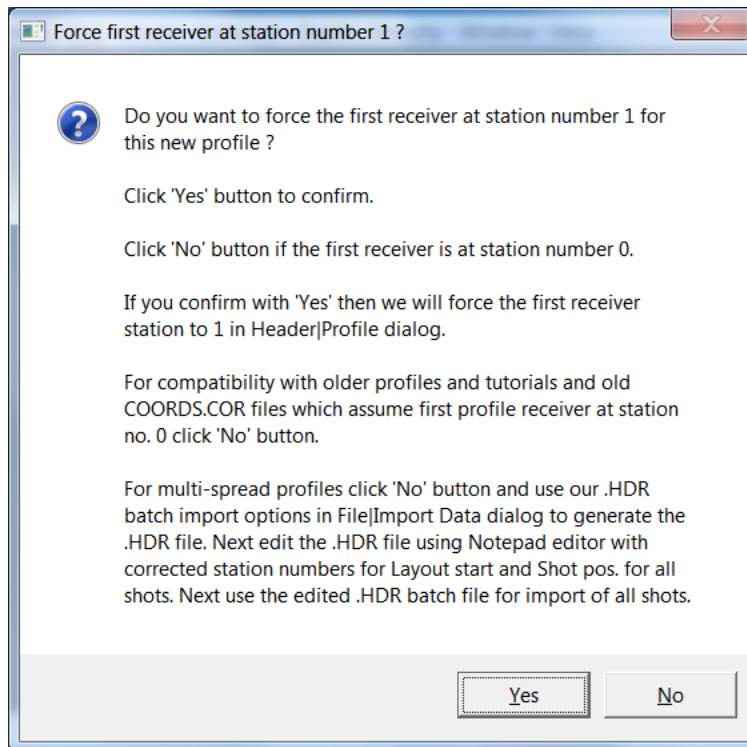 Force first receiver at station number 1 ?
Do you want to force the first receiver at station number 1 for
this new profile ?
Click 'Yes' button to confirm.
Click 'No' button if the first receiver is at station number 0.
If you confirm with 'Yes' then we will force the first receiver
station to 1 in Header|Profile dialog.
For compatibility with older profiles and tutorials and old
COORDS.COR files which assume first profile receiver at station
no. 0 click 'No' button.
For multi-spread profiles click 'No' button and use our .HDR
batch import options in File|Import Data dialog to generate the
.HDR file. Next edit the .HDR file using Notepad editor with
corrected station numbers for Layout start and Shot pos. for all
shots. Next use the edited .HDR batch file for import of all shots.
Yes No